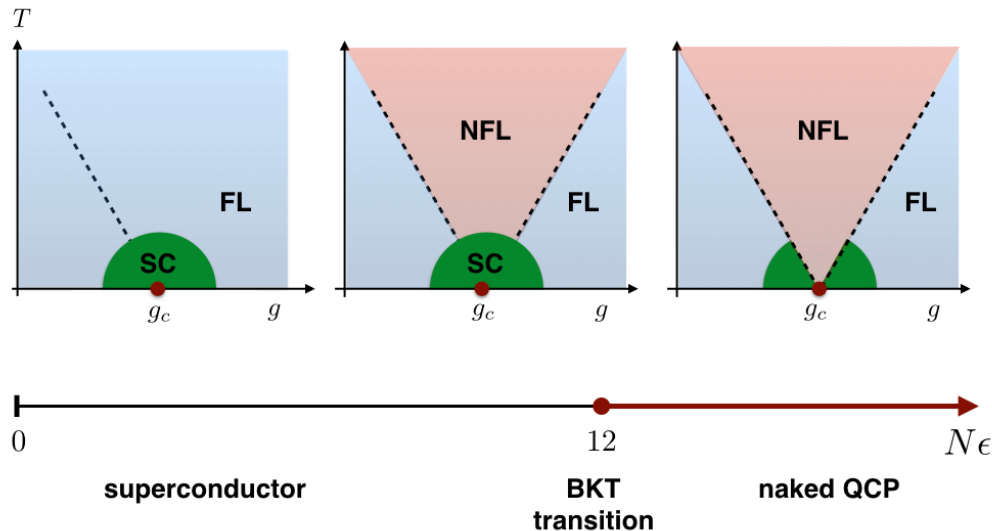 T
NFL
NFL
FL
FL
FL
SC
SC
g_c
g
g_c
g
g_c
g
0
12
Nϵ
superconductor
BKT
transition
naked QCP